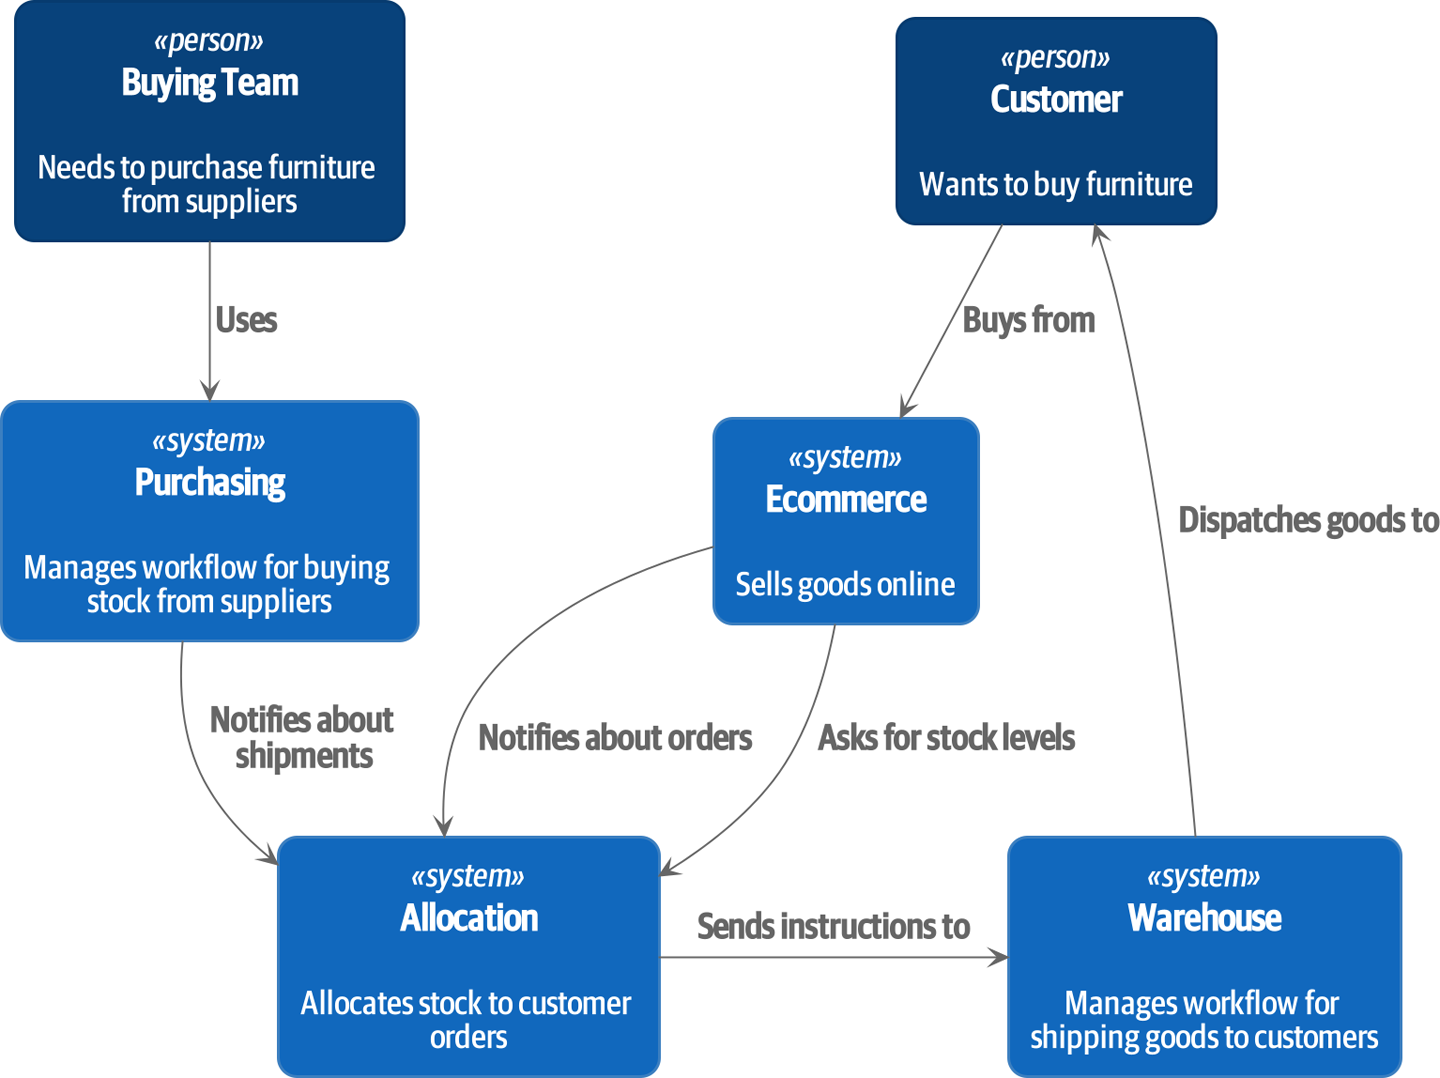 «person»
Buying Team
Needs to purchase furniture
from suppliers
«person»
Customer
Wants to buy furniture
Uses
Buys from
«system»
Purchasing
Manages workflow for buying
stock from suppliers
«system»
Ecommerce
Sells goods online
Dispatches goods to
Notifies about
shipments
Notifies about orders
Asks for stock levels
«system»
Allocation
Allocates stock to customer
orders
Sends instructions to
«system»
Warehouse
Manages workflow for
shipping goods to customers